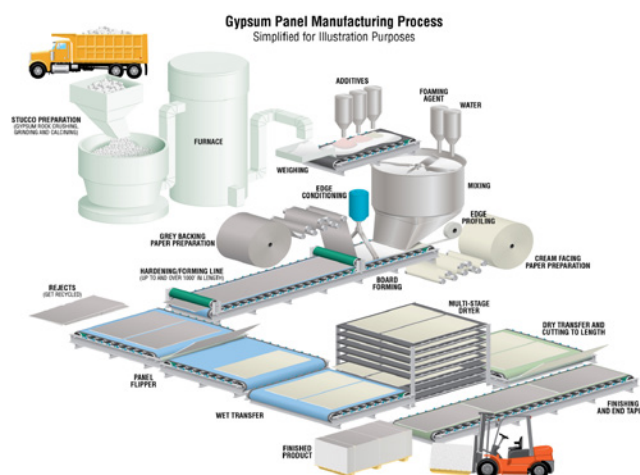 Gypsum Panel Manufacturing Process
Simplified for Illustration Purposes
STUCCO PREPARATION
(GYPSUM ROCK CRUSHING,
GRINDING AND CALCINING)
FURNACE
ADDITIVES
FOAMING
AGENT
WATER
WEIGHING
MIXING
EDGE
CONDITIONING
EDGE
PROFILING
GREY BACKING
PAPER PREPARATION
CREAM FACING
PAPER PREPARATION
HARDENING/FORMING LINE
(UP TO AND OVER 1000' IN LENGTH)
BOARD
FORMING
REJECTS
(GET RECYCLED)
MULTI-STAGE
DRYER
DRY TRANSFER AND
CUTTING TO LENGTH
PANEL
FLIPPER
WET TRANSFER
FINISHING
AND END TAPE
FINISHED
PRODUCT